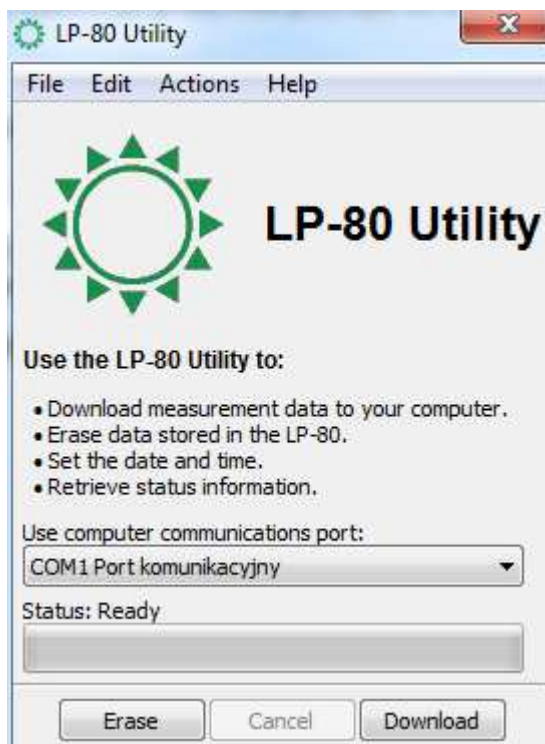 LP-80 Utility
File Edit Actions Help
LP-80 Utility
Use the LP-80 Utility to:
• Download measurement data to your computer.
• Erase data stored in the LP-80.
• Set the date and time.
• Retrieve status information.
Use computer communications port:
COM1 Port komunikacyjny
Status: Ready
Erase Cancel Download